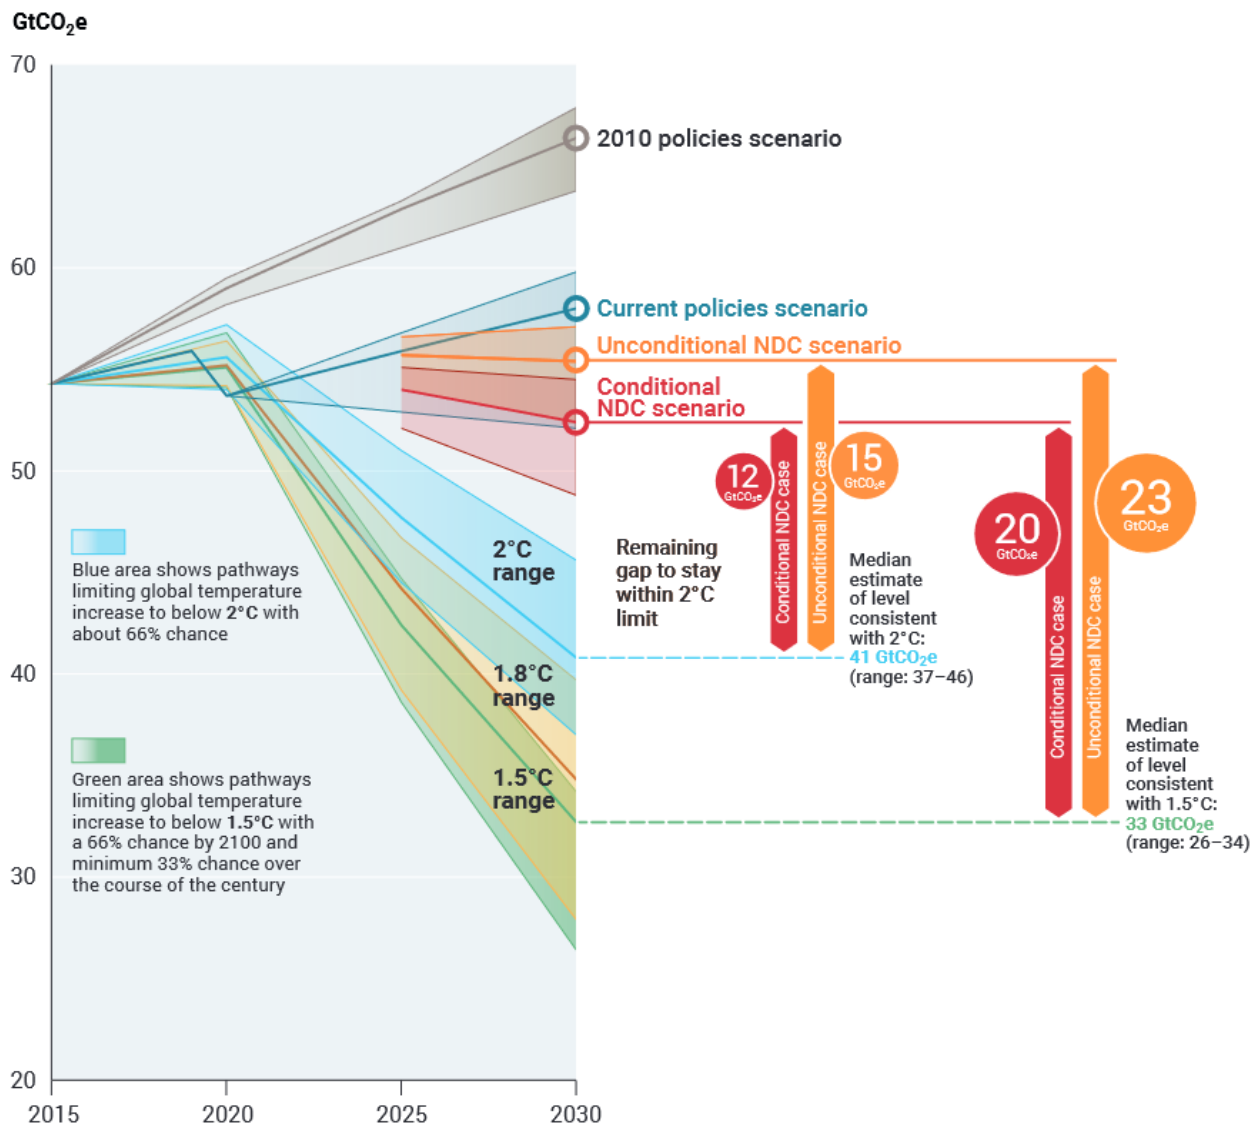 GtCO₂e
70
60
50
40
30
20
2015
2020
2025
2030
2010 policies scenario
Current policies scenario
Unconditional NDC scenario
Conditional
NDC scenario
2°C
range
1.8°C
range
1.5°C
range
Blue area shows pathways
limiting global temperature
increase to below 2°C with
about 66% chance
Green area shows pathways
limiting global temperature
increase to below 1.5°C with
a 66% chance by 2100 and
minimum 33% chance over
the course of the century
Remaining
gap to stay
within 2°C
limit
12
GtCO₂e
Conditional NDC case
Unconditional NDC case
15
GtCO₂e
Median
estimate
of level
consistent
with 2°C:
41 GtCO₂e
(range: 37–46)
20
GtCO₂e
Conditional NDC case
Unconditional NDC case
23
GtCO₂e
Median
estimate
of level
consistent
with 1.5°C:
33 GtCO₂e
(range: 26–34)